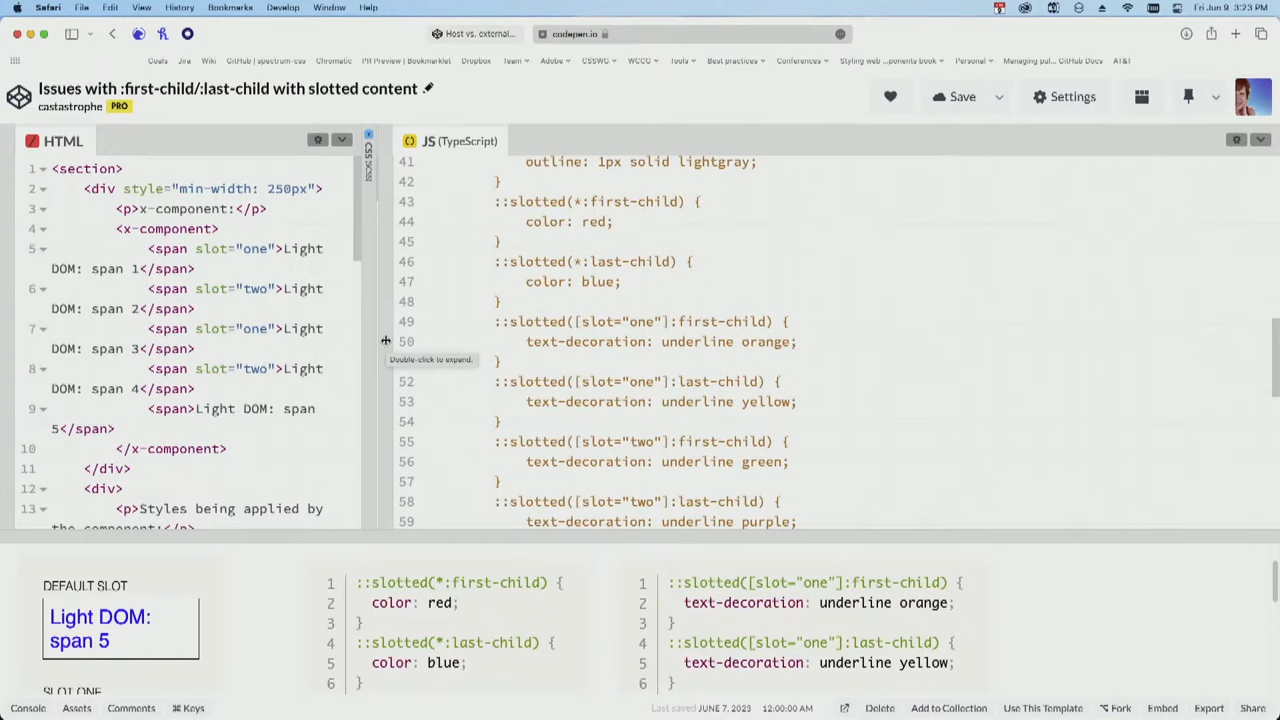 Safari File Edit View History Bookmarks Develop Window Help Fri Jun 9 3:23 PM
Host vs. external... codepen.io
Goals Jira Wiki GitHub | spectrum-css Chromatic PR Preview | Bookmarklet Dropbox Team Adobe CSSWG WCCG Tools Best practices Conferences Styling web ...ponents book Personal Managing pul... GitHub Docs AT&T
Issues with :first-child/:last-child with slotted content
castastrophe PRO
Save Settings
HTML
1 <section>
2 <div style="min-width: 250px">
3 <p>x-component:</p>
4 <x-component>
5 <span slot="one">Light
DOM: span 1</span>
6 <span slot="two">Light
DOM: span 2</span>
7 <span slot="one">Light
DOM: span 3</span>
8 <span slot="two">Light
DOM: span 4</span>
9 <span>Light DOM: span
5</span>
10 </x-component>
11 </div>
12 <div>
13 <p>Styles being applied by
the component:</p>
CSS
JS (TypeScript)
41 outline: 1px solid lightgray;
42 }
43 ::slotted(*:first-child) {
44 color: red;
45 }
46 ::slotted(*:last-child) {
47 color: blue;
48 }
49 ::slotted([slot="one"]:first-child) {
50 text-decoration: underline orange;
51 }
52 ::slotted([slot="one"]:last-child) {
53 text-decoration: underline yellow;
54 }
55 ::slotted([slot="two"]:first-child) {
56 text-decoration: underline green;
57 }
58 ::slotted([slot="two"]:last-child) {
59 text-decoration: underline purple;
Double-click to expand.
DEFAULT SLOT
Light DOM:
span 5
SLOT ONE
1 ::slotted(*:first-child) {
2 color: red;
3 }
4 ::slotted(*:last-child) {
5 color: blue;
6 }
1 ::slotted([slot="one"]:first-child) {
2 text-decoration: underline orange;
3 }
4 ::slotted([slot="one"]:last-child) {
5 text-decoration: underline yellow;
6 }
Console Assets Comments ⌘ Keys Last saved JUNE 7, 2023 12:00:00 AM Delete Add to Collection Use This Template Fork Embed Export Share